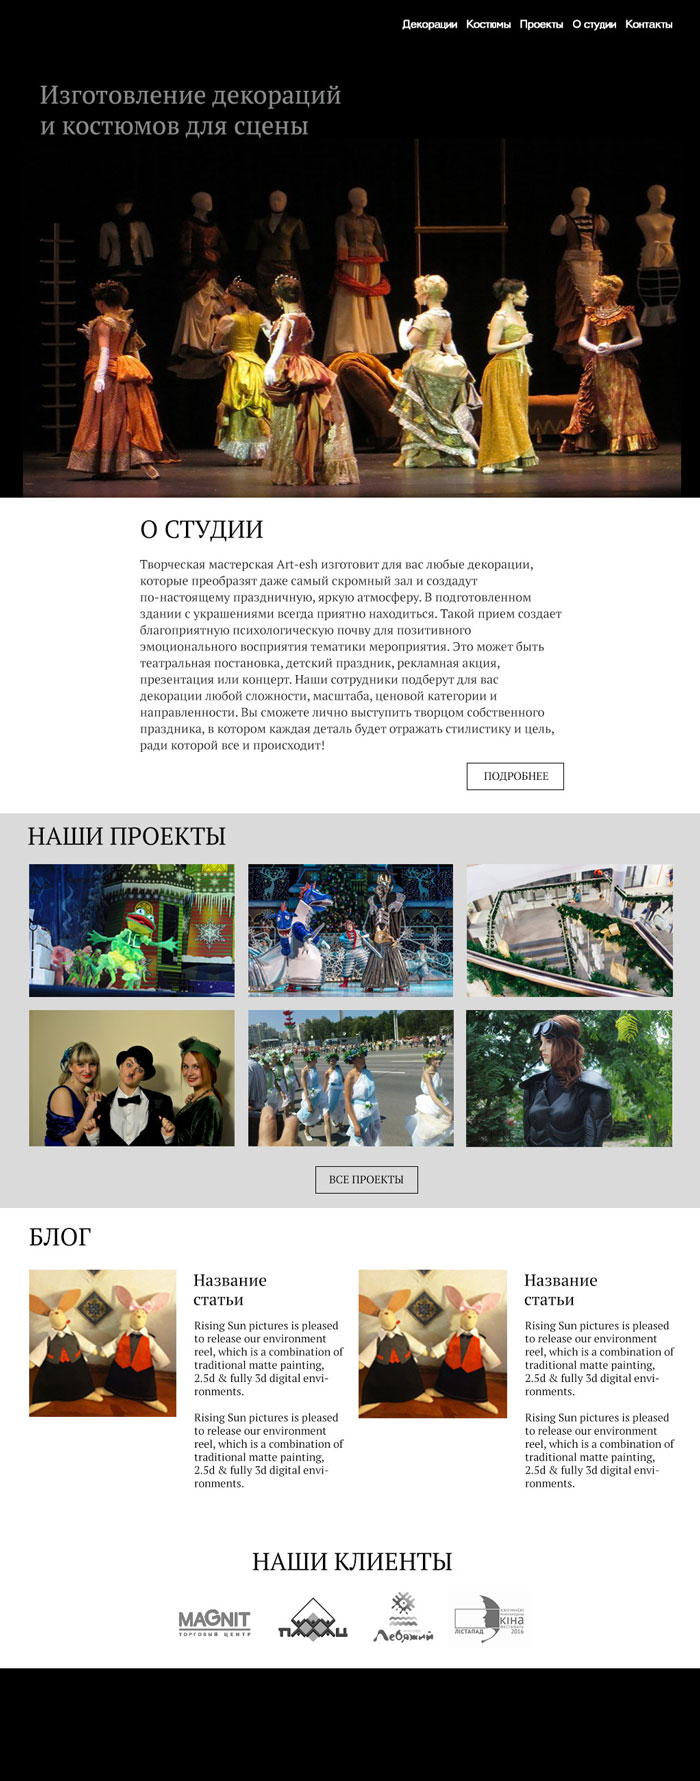 Декорации Костюмы Проекты О студии Контакты
Изготовление декораций
и костюмов для сцены
О СТУДИИ
Творческая мастерская Art-esh изготовит для вас любые декорации,
которые преобразят даже самый скромный зал и создадут
по-настоящему праздничную, яркую атмосферу. В подготовленном
здании с украшениями всегда приятно находиться. Такой прием создает
благоприятную психологическую почву для позитивного
эмоционального восприятия тематики мероприятия. Это может быть
театральная постановка, детский праздник, рекламная акция,
презентация или концерт. Наши сотрудники подберут для вас
декорации любой сложности, масштаба, ценовой категории и
направленности. Вы сможете лично выступить творцом собственного
праздника, в котором каждая деталь будет отражать стилистику и цель,
ради которой все и происходит!
ПОДРОБНЕЕ
НАШИ ПРОЕКТЫ
ВСЕ ПРОЕКТЫ
БЛОГ
Название
статьи
Rising Sun pictures is pleased
to release our environment
reel, which is a combination of
traditional matte painting,
2.5d & fully 3d digital envi-
ronments.
Rising Sun pictures is pleased
to release our environment
reel, which is a combination of
traditional matte painting,
2.5d & fully 3d digital envi-
ronments.
Название
статьи
Rising Sun pictures is pleased
to release our environment
reel, which is a combination of
traditional matte painting,
2.5d & fully 3d digital envi-
ronments.
Rising Sun pictures is pleased
to release our environment
reel, which is a combination of
traditional matte painting,
2.5d & fully 3d digital envi-
ronments.
НАШИ КЛИЕНТЫ
MAGNIT
ТОРГОВЫЙ ЦЕНТР
Лебяжий
КІНА
ЛІСТАПАД
2016